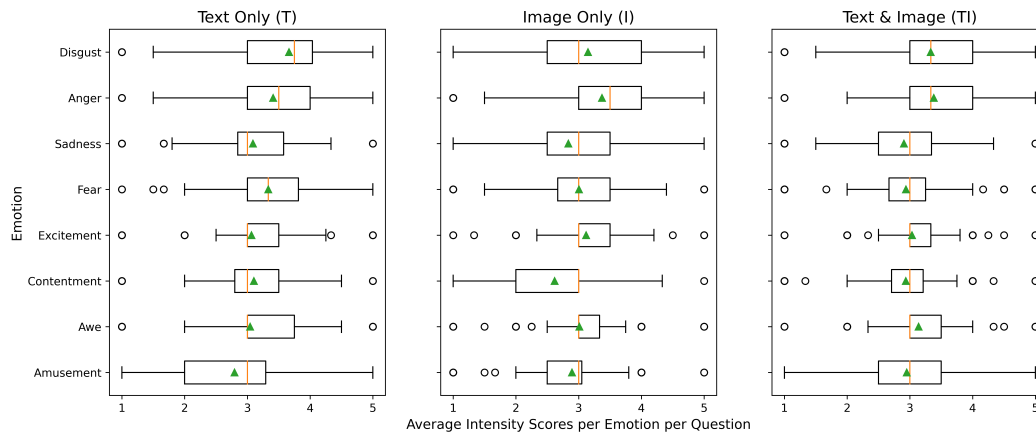 Text Only (T)
Image Only (I)
Text & Image (TI)
Emotion
Disgust
Anger
Sadness
Fear
Excitement
Contentment
Awe
Amusement
1 2 3 4 5
1 2 3 4 5
1 2 3 4 5
Average Intensity Scores per Emotion per Question